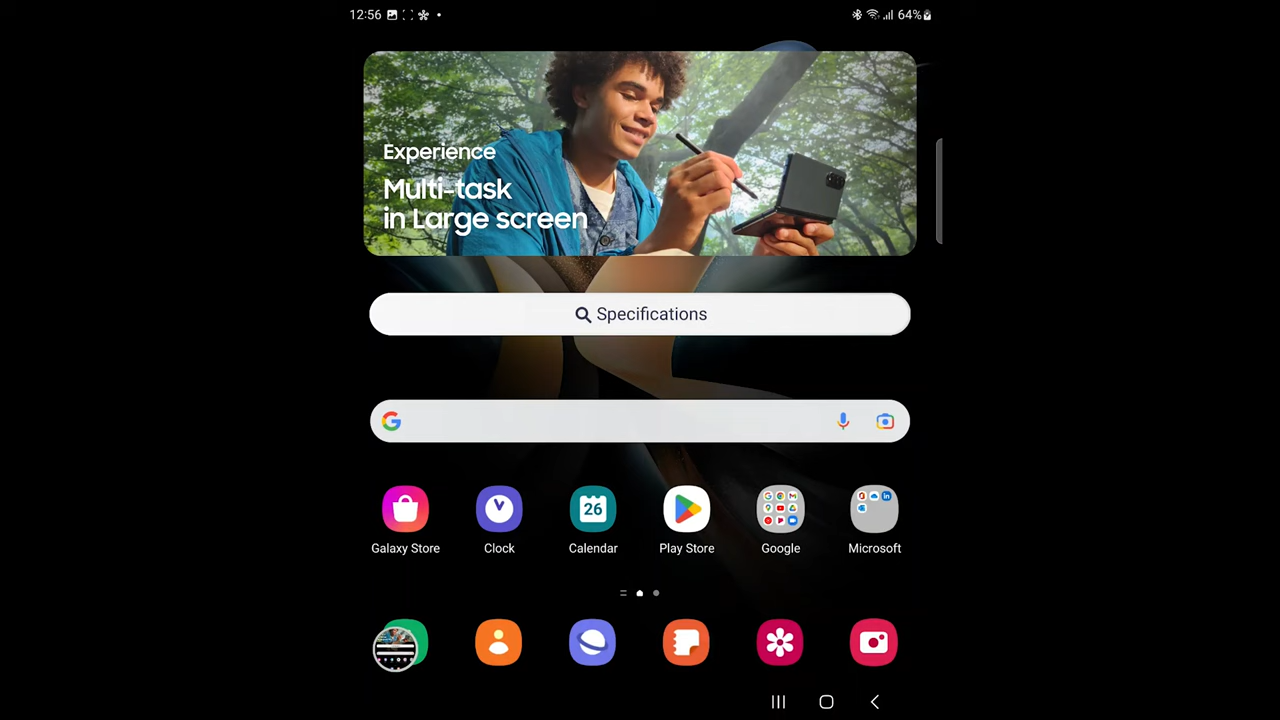 12:56
64%
Experience
Multi-task
in Large screen
Specifications
26
Galaxy Store
Clock
Calendar
Play Store
Google
Microsoft